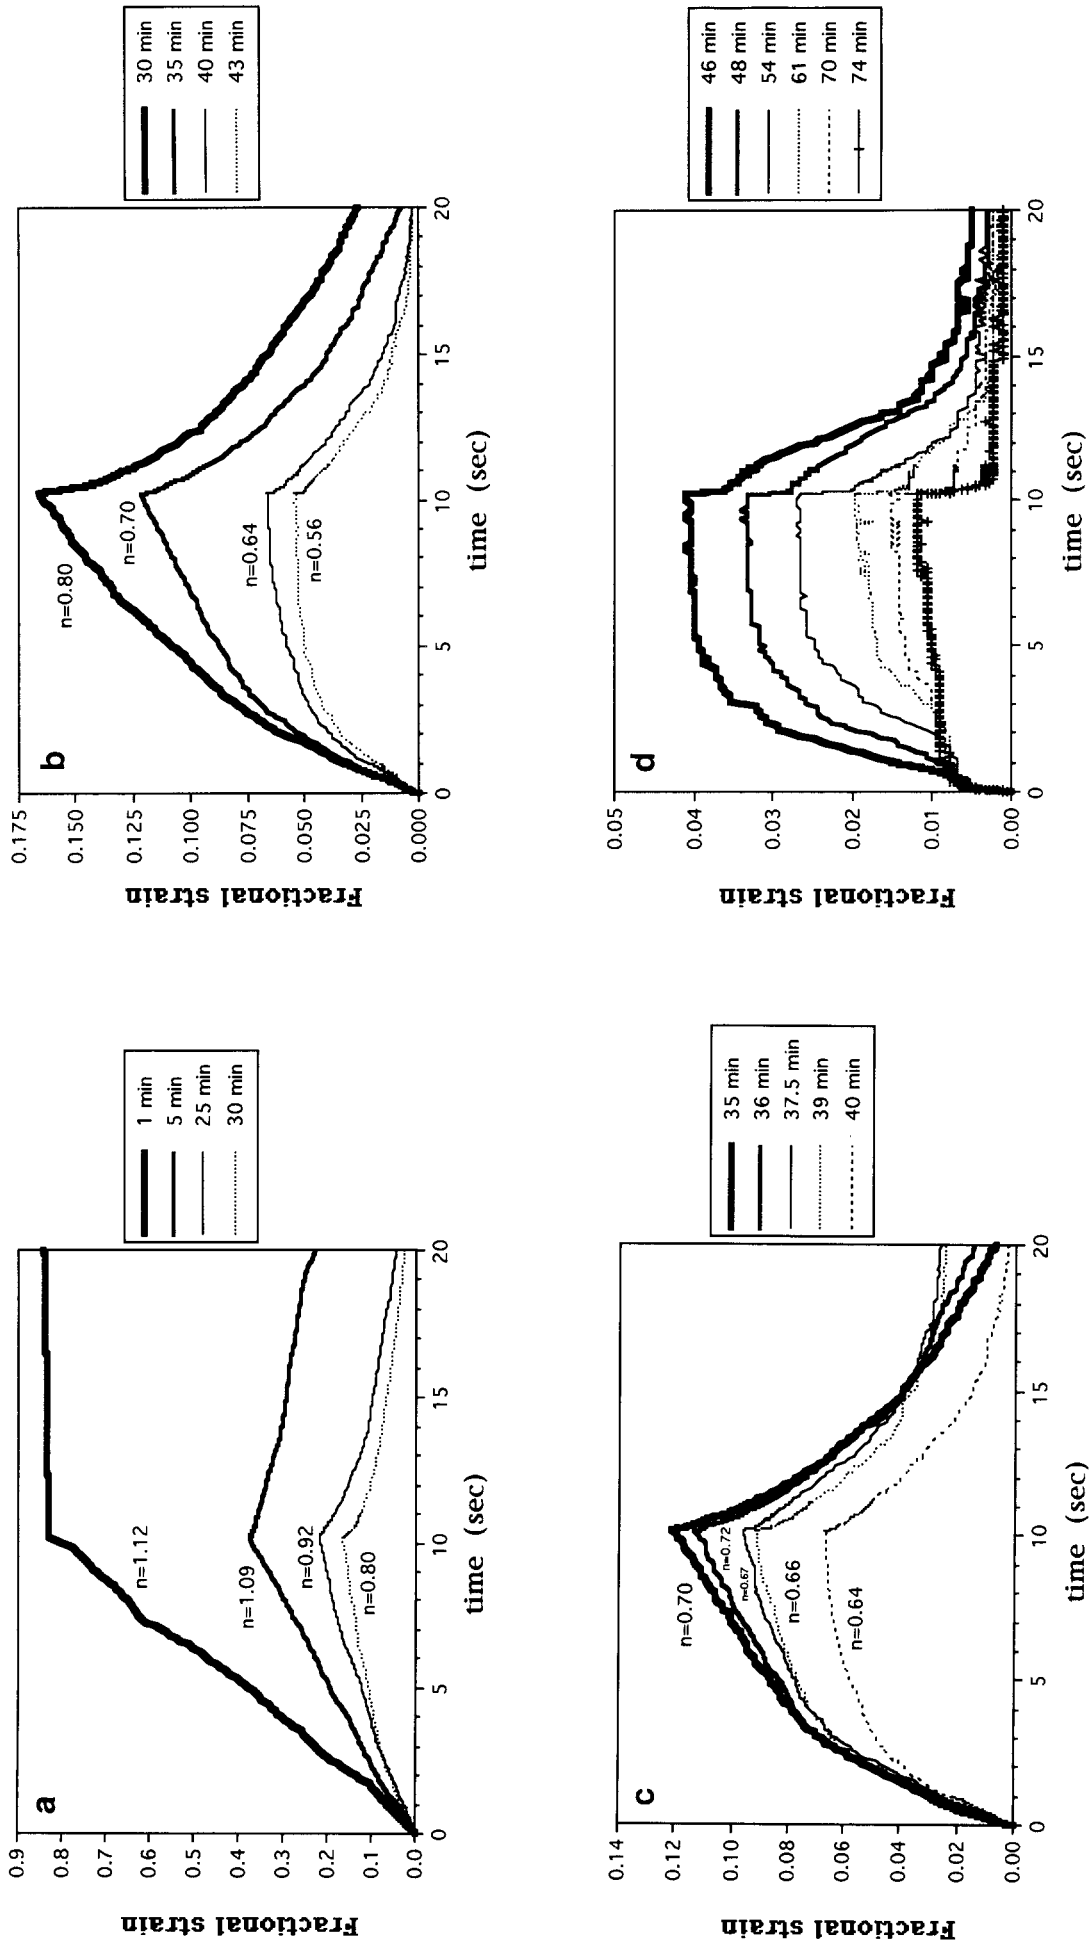 a
Fractional strain
0.9
0.8
0.7
0.6
0.5
0.4
0.3
0.2
0.1
0.0
n=1.12
n=1.09
n=0.92
n=0.80
0 5 10 15 20
time (sec)
1 min
5 min
25 min
30 min
b
Fractional strain
0.175
0.150
0.125
0.100
0.075
0.050
0.025
0.000
n=0.80
n=0.70
n=0.64
n=0.56
0 5 10 15 20
time (sec)
30 min
35 min
40 min
43 min
c
Fractional strain
0.14
0.12
0.10
0.08
0.06
0.04
0.02
0.00
n=0.70
n=0.72
n=0.67
n=0.66
n=0.64
0 5 10 15 20
time (sec)
35 min
36 min
37.5 min
39 min
40 min
d
Fractional strain
0.05
0.04
0.03
0.02
0.01
0.00
0 5 10 15 20
time (sec)
46 min
48 min
54 min
61 min
70 min
74 min